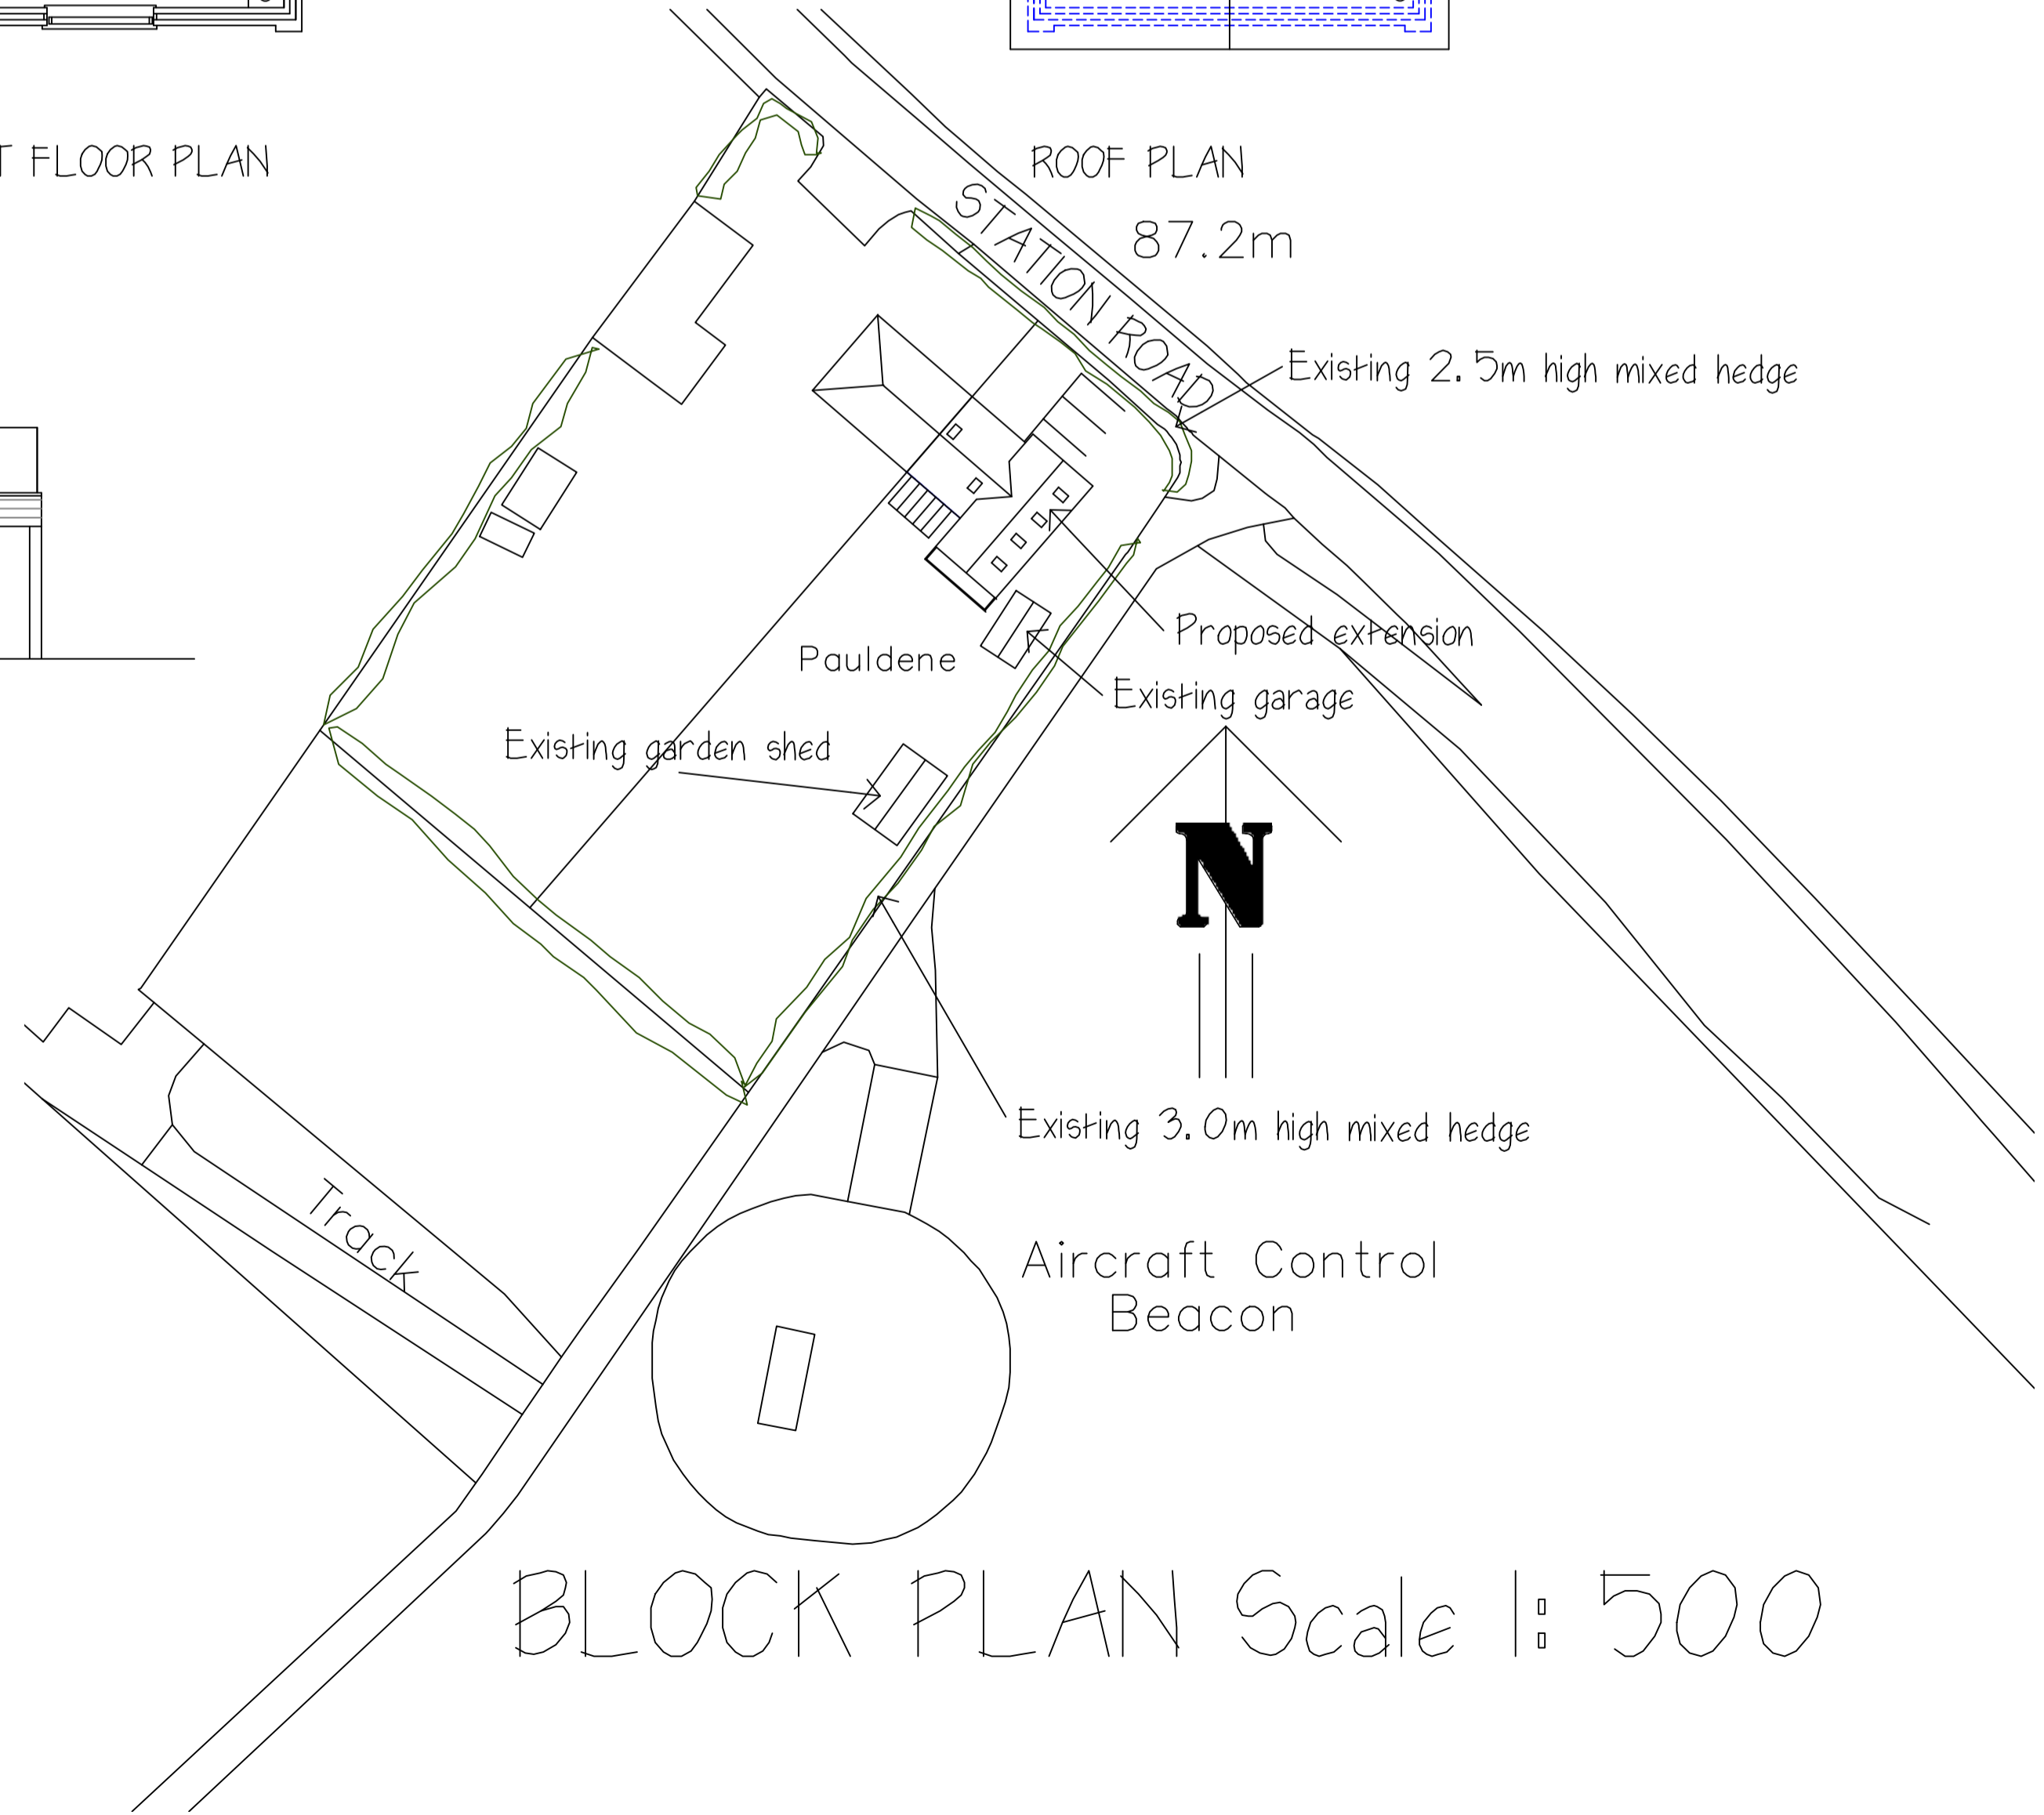 T FLOOR PLAN
ROOF PLAN
87.2m
STATION ROAD
Existing 2.5m high mixed hedge
Proposed extension
Pauldene
Existing garage
Existing garden shed
N
Existing 3.0m high mixed hedge
Track
Aircraft Control
Beacon
BLOCK PLAN Scale 1:500